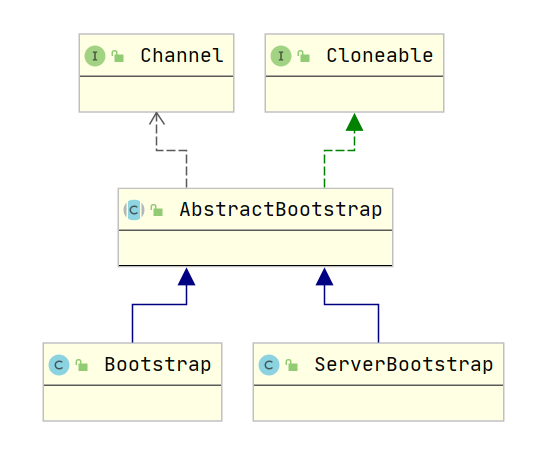 I Channel
I Cloneable
C AbstractBootstrap
C Bootstrap
C ServerBootstrap